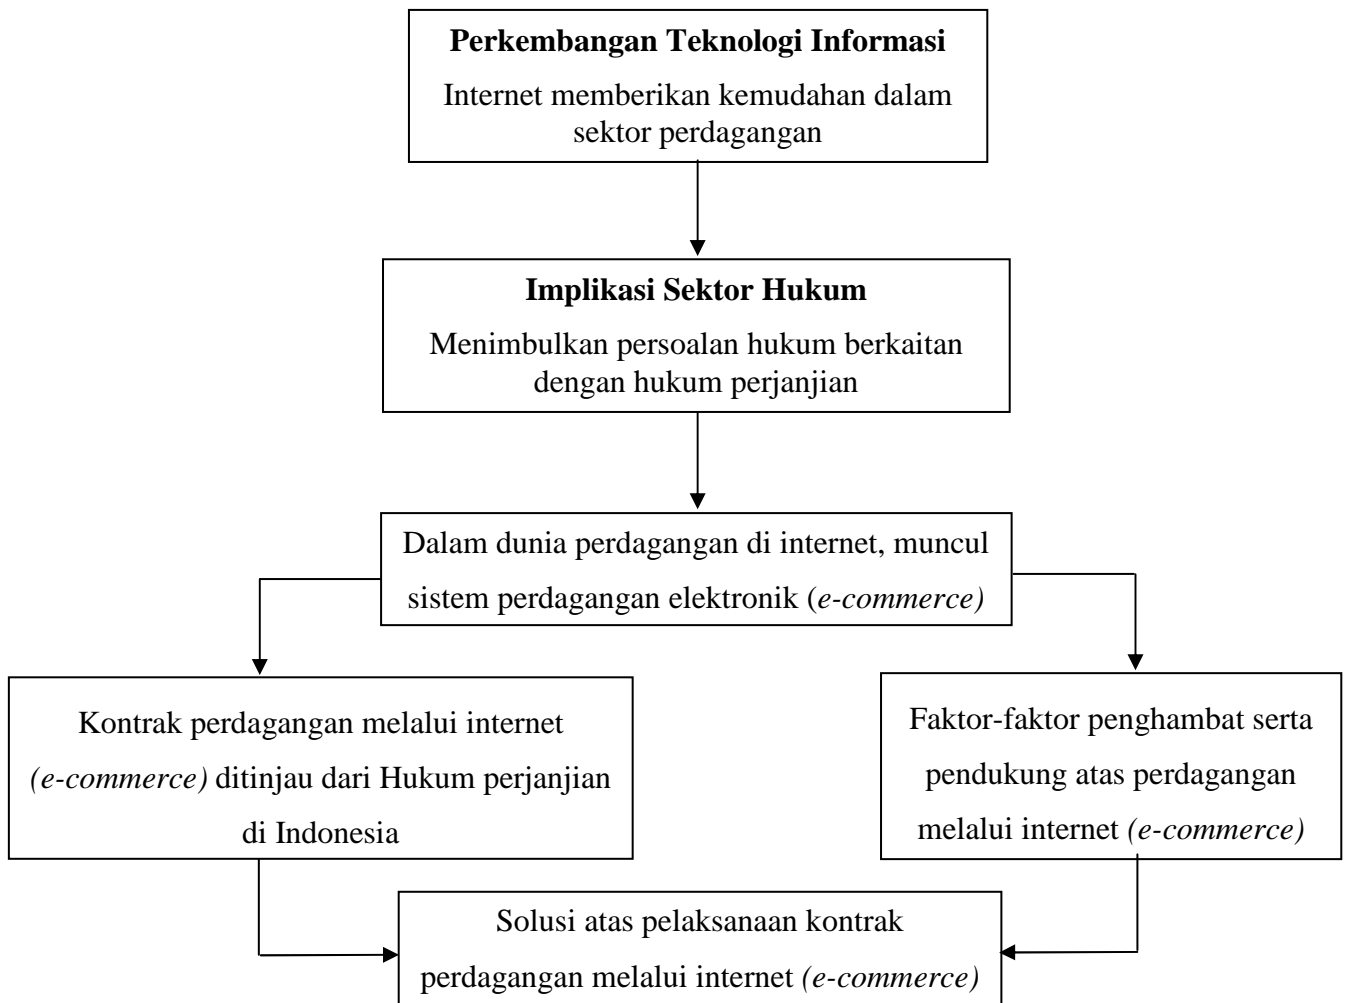 Perkembangan Teknologi Informasi
Internet memberikan kemudahan dalam
sektor perdagangan
Implikasi Sektor Hukum
Menimbulkan persoalan hukum berkaitan
dengan hukum perjanjian
Dalam dunia perdagangan di internet, muncul
sistem perdagangan elektronik (e-commerce)
Kontrak perdagangan melalui internet
(e-commerce) ditinjau dari Hukum perjanjian
di Indonesia
Faktor-faktor penghambat serta
pendukung atas perdagangan
melalui internet (e-commerce)
Solusi atas pelaksanaan kontrak
perdagangan melalui internet (e-commerce)